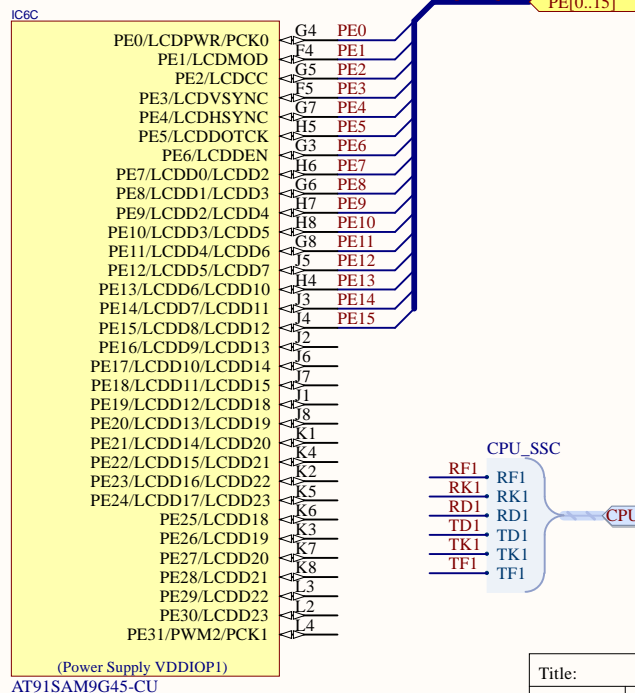 IC6C
PE[0..15]
PE0/LCDPWR/PCK0 G4 PE0
PE1/LCDMOD F4 PE1
PE2/LCDCC G5 PE2
PE3/LCDVSYNC F5 PE3
PE4/LCDHSYNC G7 PE4
PE5/LCDDOTCK H5 PE5
PE6/LCDDEN G3 PE6
PE7/LCDD0/LCDD2 H6 PE7
PE8/LCDD1/LCDD3 G6 PE8
PE9/LCDD2/LCDD4 H7 PE9
PE10/LCDD3/LCDD5 H8 PE10
PE11/LCDD4/LCDD6 G8 PE11
PE12/LCDD5/LCDD7 J5 PE12
PE13/LCDD6/LCDD10 H4 PE13
PE14/LCDD7/LCDD11 J3 PE14
PE15/LCDD8/LCDD12 J4 PE15
PE16/LCDD9/LCDD13 J2
PE17/LCDD10/LCDD14 J6
PE18/LCDD11/LCDD15 J7
PE19/LCDD12/LCDD18 J1
PE20/LCDD13/LCDD19 J8
PE21/LCDD14/LCDD20 K1
PE22/LCDD15/LCDD21 K4
PE23/LCDD16/LCDD22 K2
PE24/LCDD17/LCDD23 K5
PE25/LCDD18 K6
PE26/LCDD19 K3
PE27/LCDD20 K7
PE28/LCDD21 K8
PE29/LCDD22 L3
PE30/LCDD23 L2
PE31/PWM2/PCK1 L4
(Power Supply VDDIOP1)
AT91SAM9G45-CU
CPU_SSC
RF1 RF1
RK1 RK1
RD1 RD1
TD1 TD1
TK1 TK1
TF1 TF1
CPU
Title: